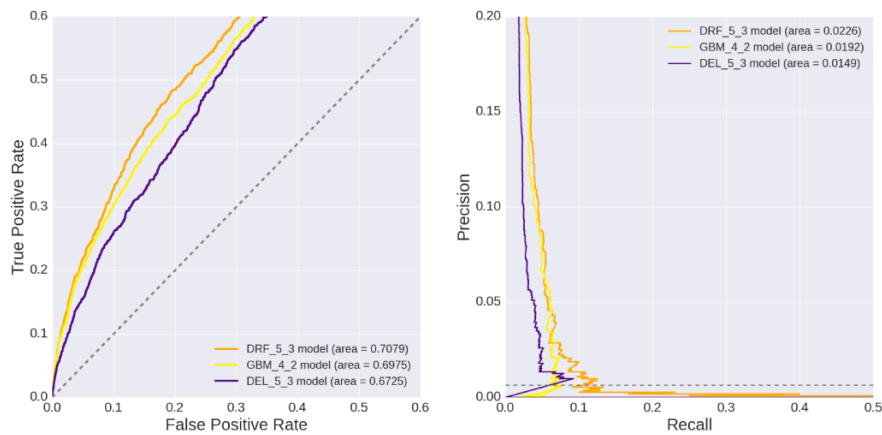 0.6
0.5
0.4
0.3
0.2
0.1
0.0
True Positive Rate
DRF_5_3 model (area = 0.7079)
GBM_4_2 model (area = 0.6975)
DEL_5_3 model (area = 0.6725)
0.0 0.1 0.2 0.3 0.4 0.5 0.6
False Positive Rate
0.20
0.15
0.10
0.05
0.00
Precision
DRF_5_3 model (area = 0.0226)
GBM_4_2 model (area = 0.0192)
DEL_5_3 model (area = 0.0149)
0.0 0.1 0.2 0.3 0.4 0.5
Recall